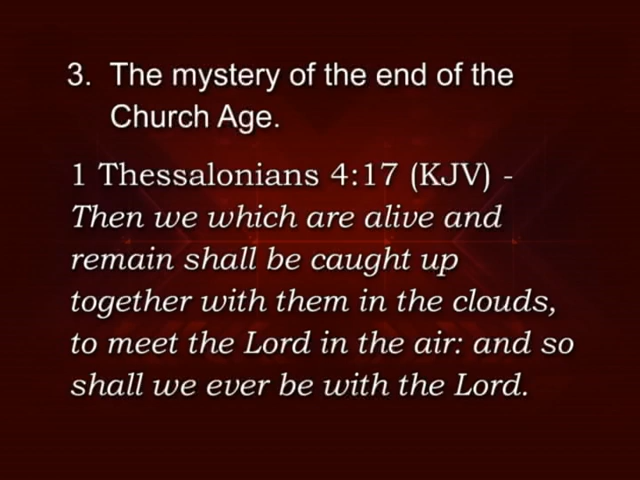 3. The mystery of the end of the
Church Age.
1 Thessalonians 4:17 (KJV) -
Then we which are alive and
remain shall be caught up
together with them in the clouds,
to meet the Lord in the air: and so
shall we ever be with the Lord.